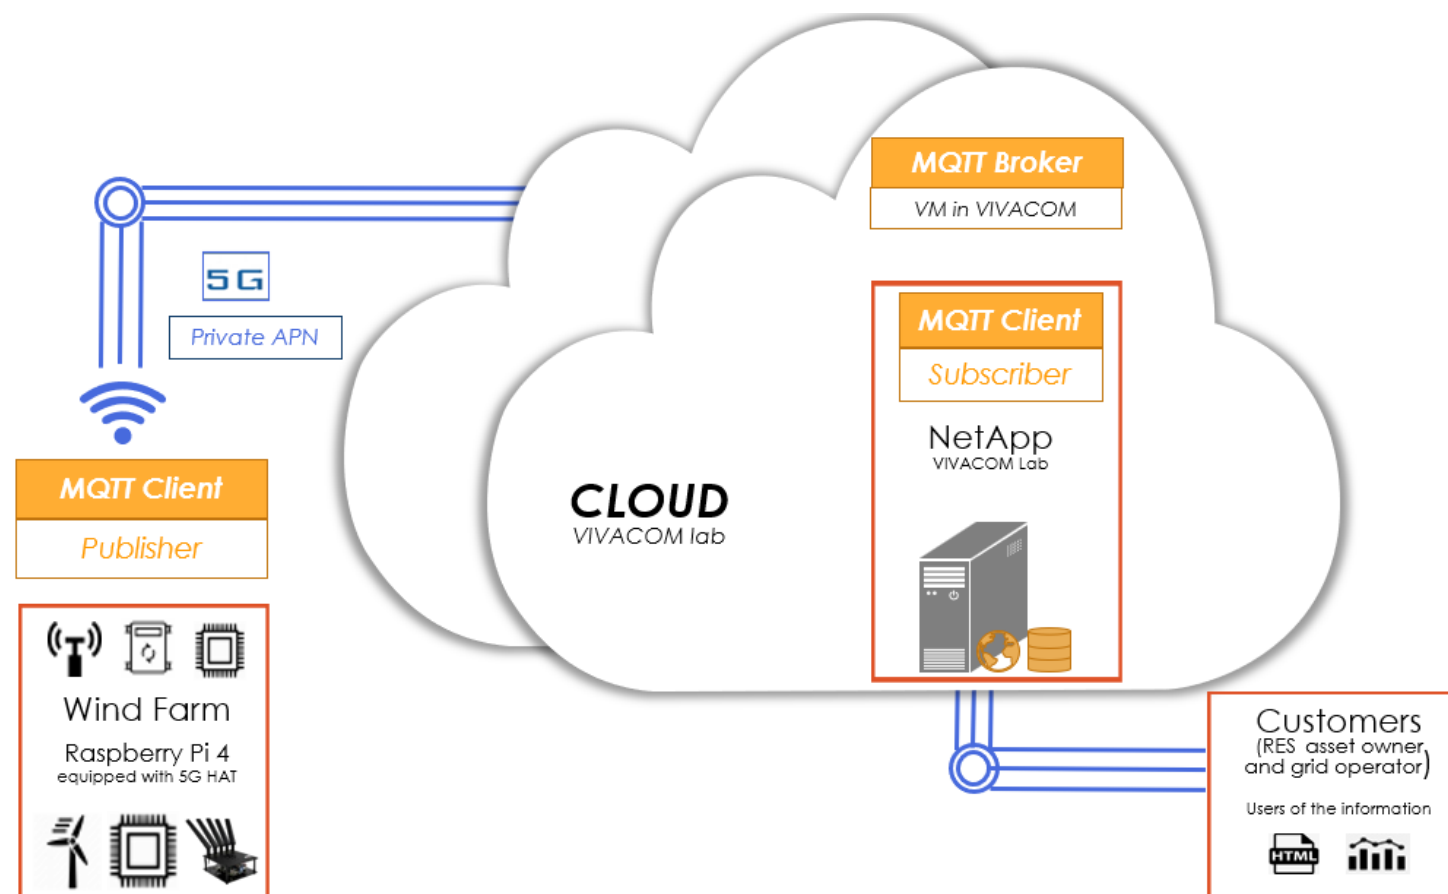 MQTT Broker
VM in VIVACOM
5G
Private APN
MQTT Client
Subscriber
NetApp
VIVACOM Lab
CLOUD
VIVACOM lab
MQTT Client
Publisher
Wind Farm
Raspberry Pi 4
equipped with 5G HAT
Customers
(RES asset owner
and grid operator)
Users of the information
HTML